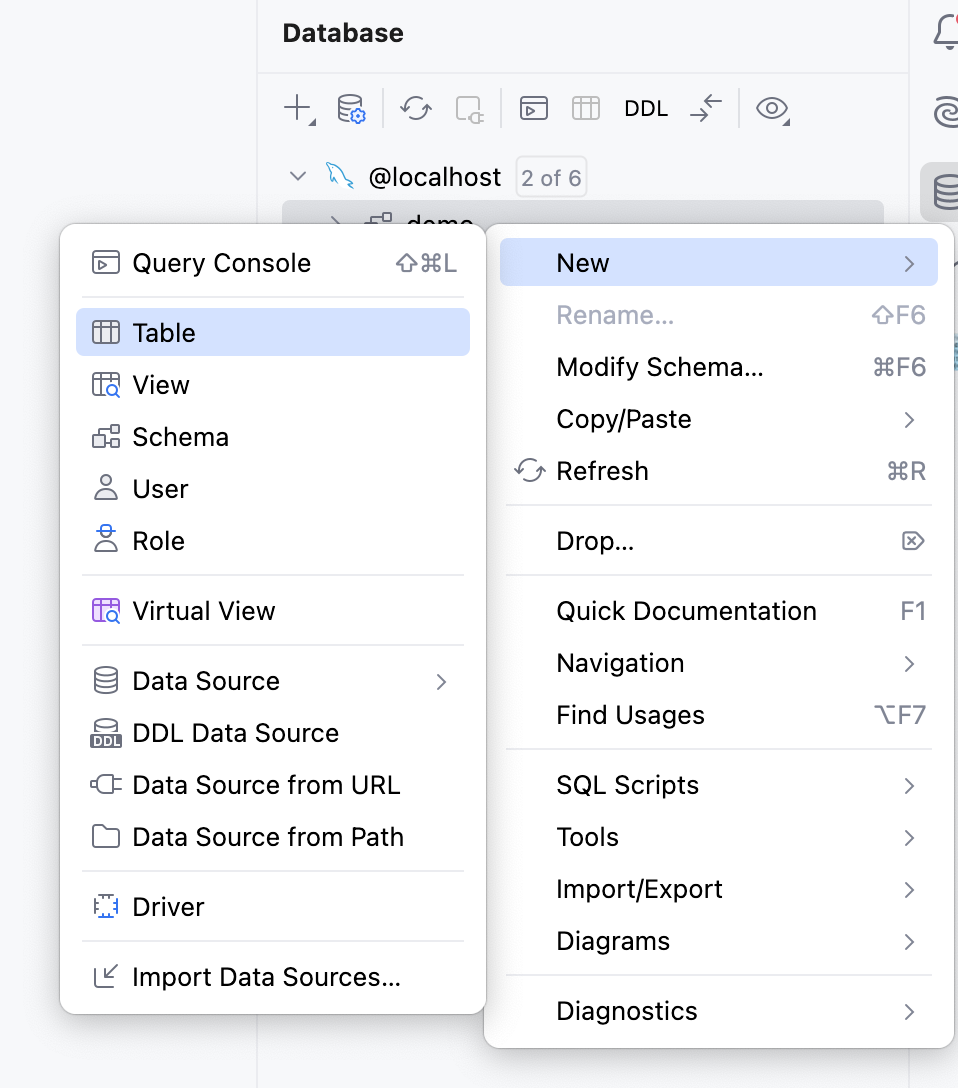 Database
DDL
@localhost 2 of 6
demo
Query Console ⇧⌘L
Table
View
Schema
User
Role
Virtual View
Data Source
DDL Data Source
Data Source from URL
Data Source from Path
Driver
Import Data Sources...
New
Rename... ⇧F6
Modify Schema... ⌘F6
Copy/Paste
Refresh ⌘R
Drop... ⌦
Quick Documentation F1
Navigation
Find Usages ⌥F7
SQL Scripts
Tools
Import/Export
Diagrams
Diagnostics